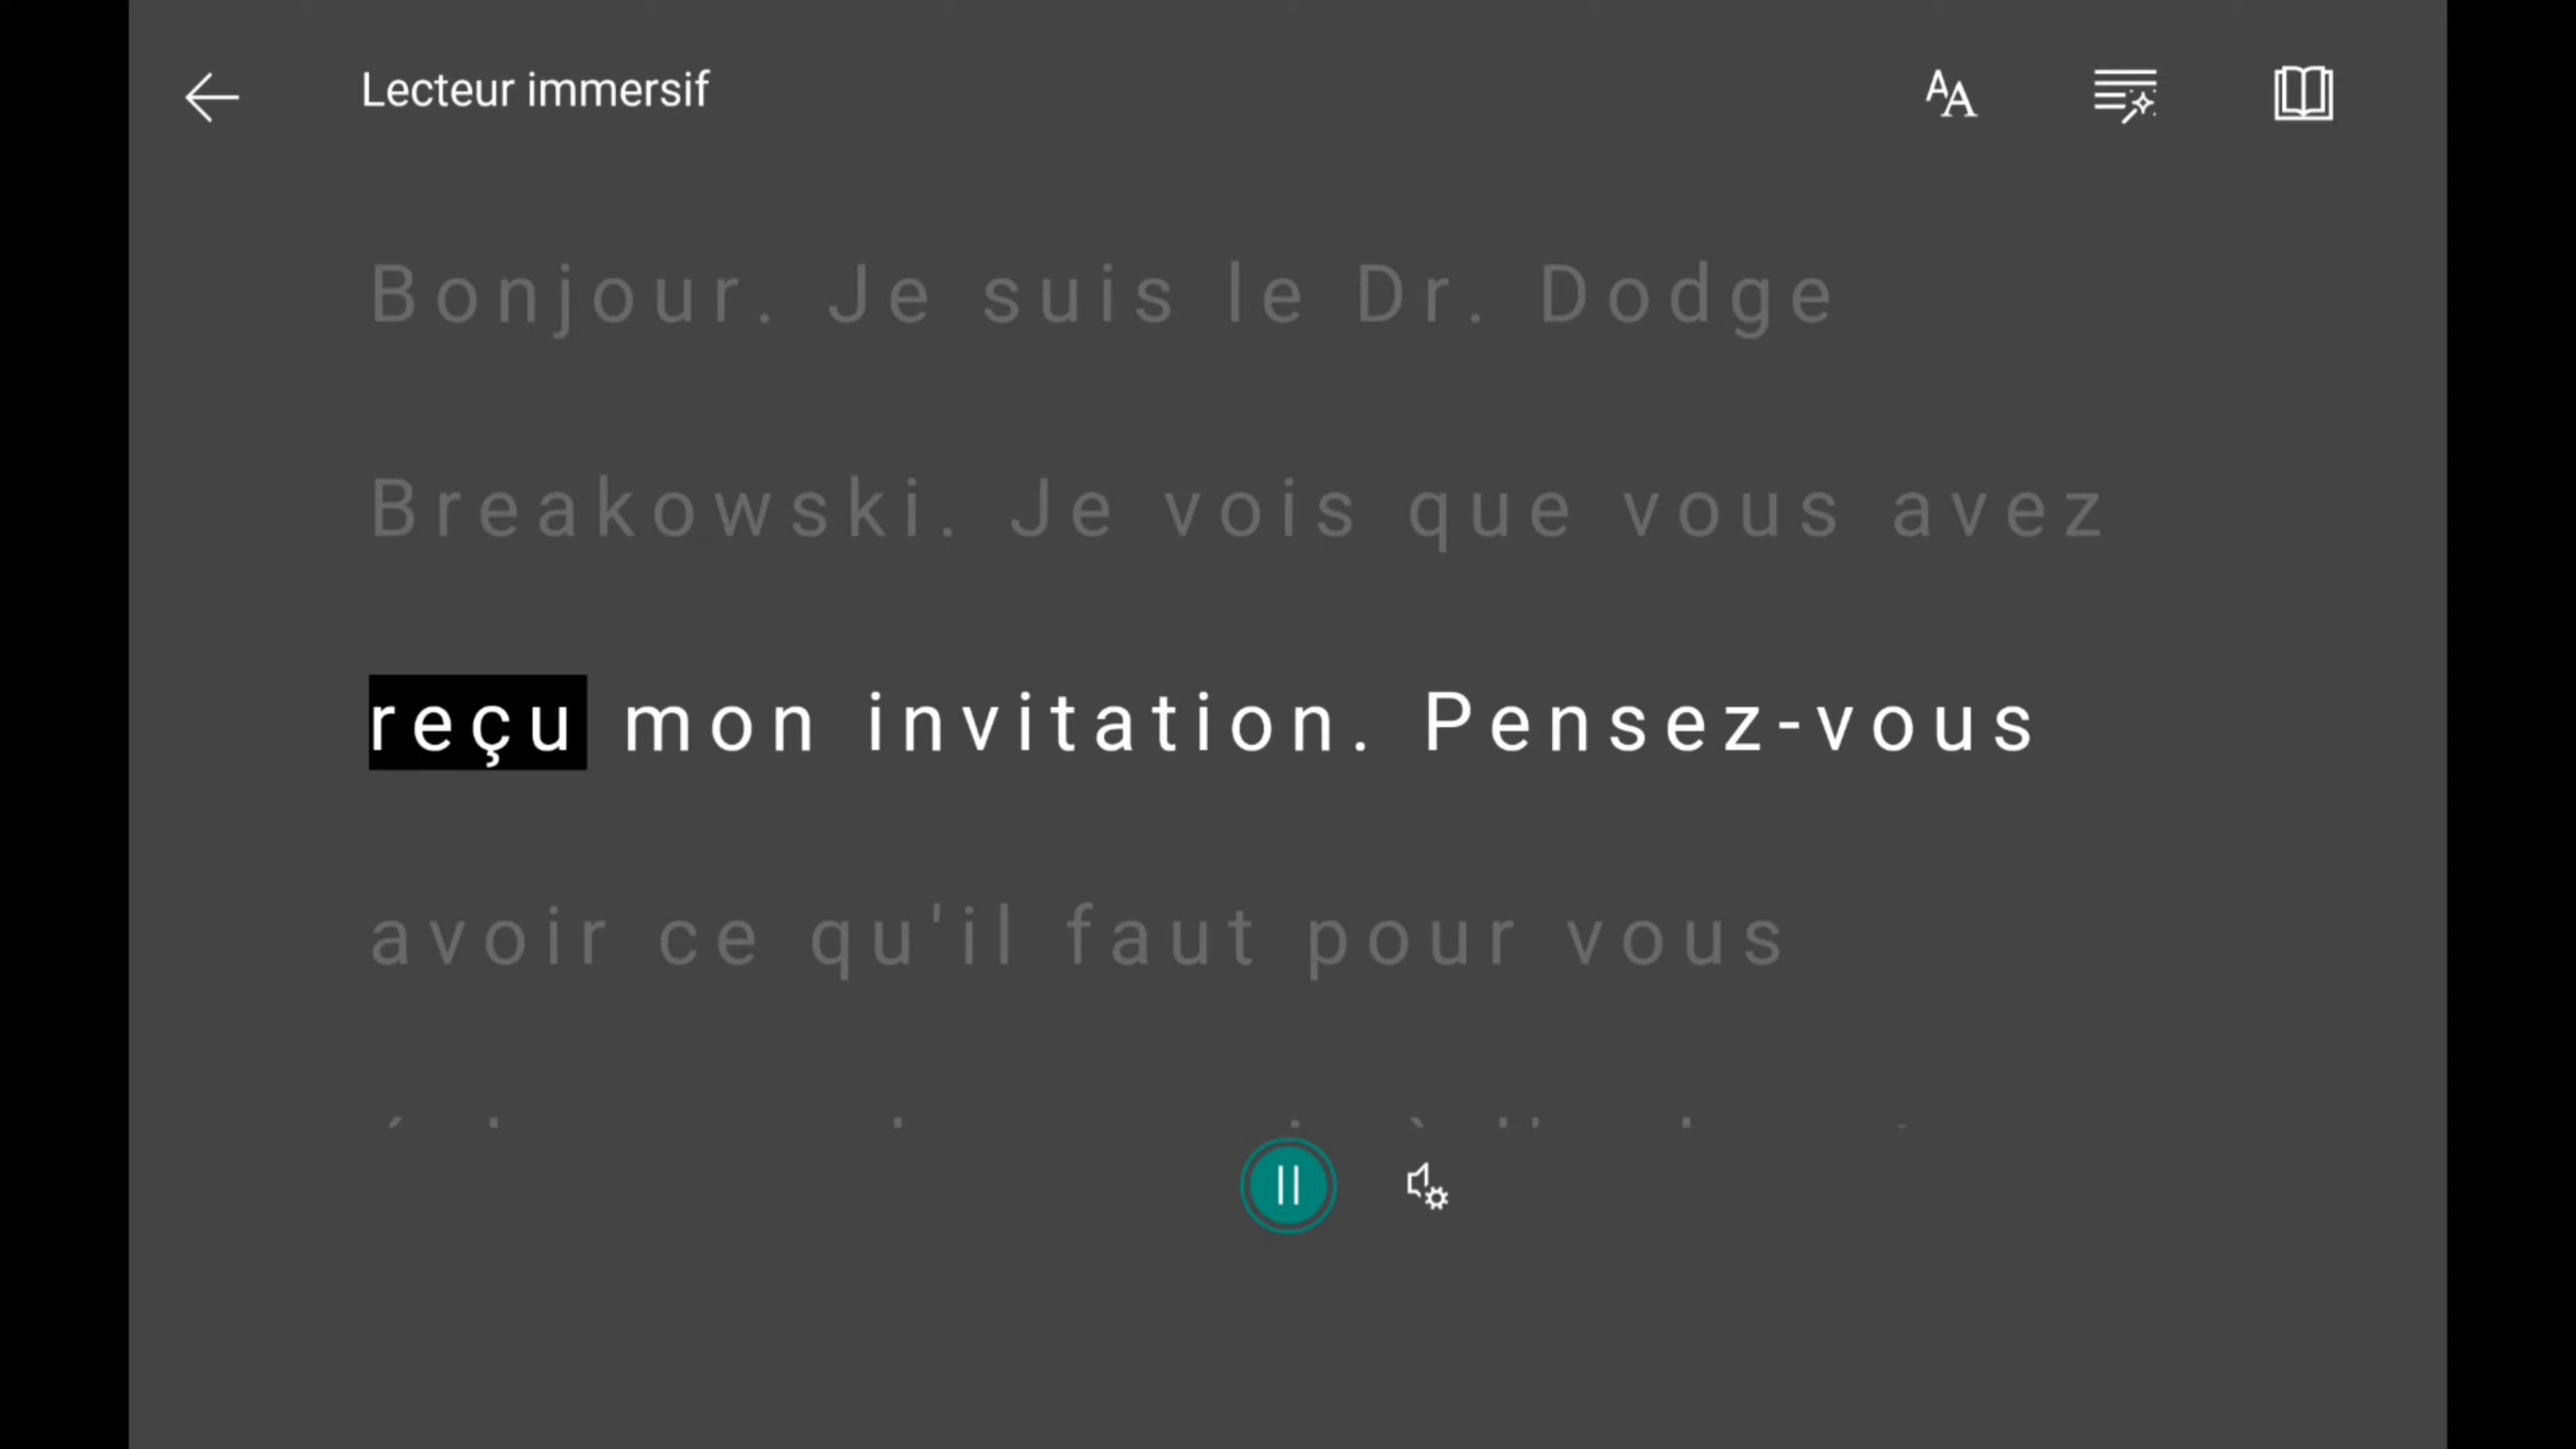 Lecteur immersif
Bonjour. Je suis le Dr. Dodge
Breakowski. Je vois que vous avez
reçu mon invitation. Pensez-vous
avoir ce qu'il faut pour vous